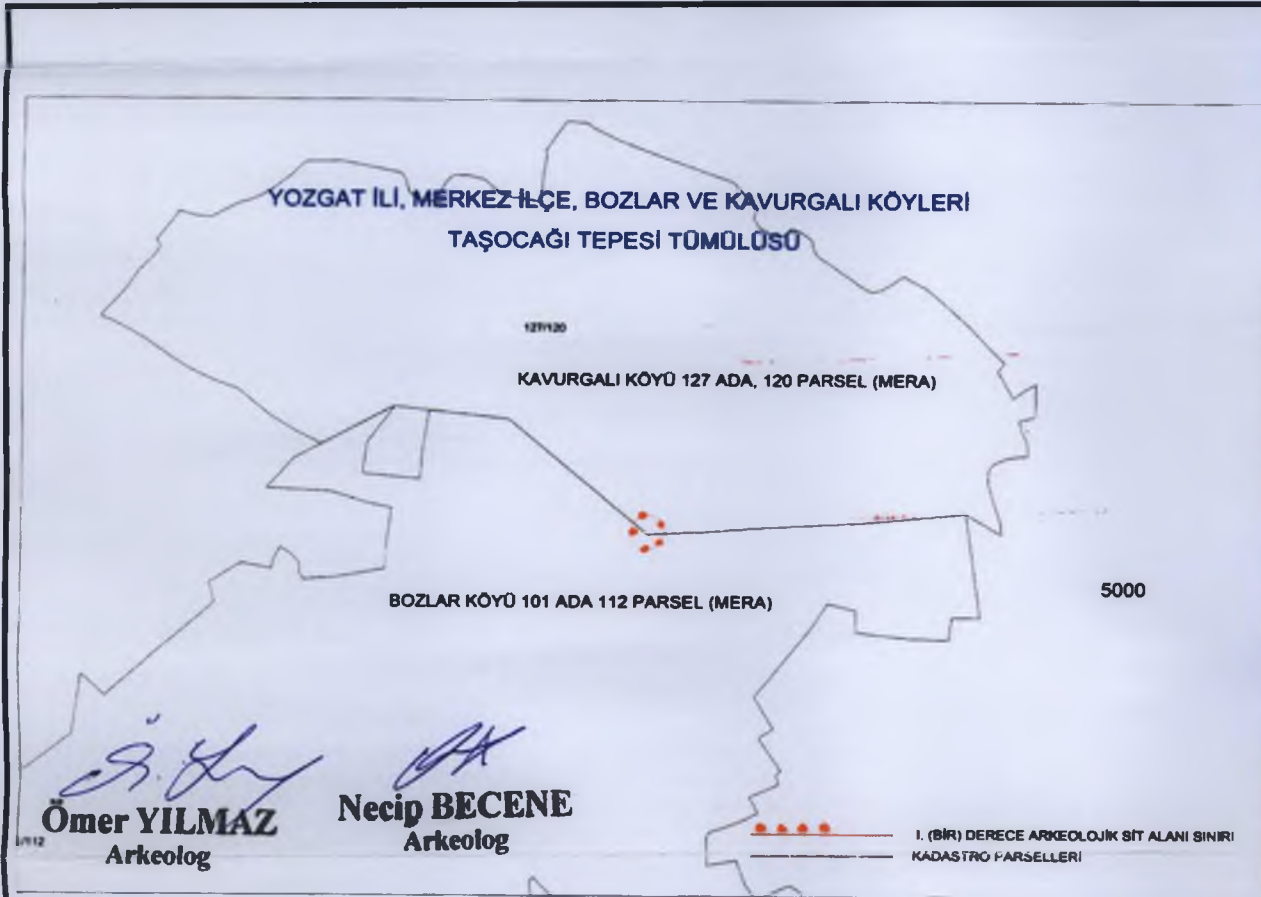 YOZGAT İLİ, MERKEZ İLÇE, BOZLAR VE KAVURGALI KÖYLERİ
TAŞOCAĞI TEPESİ TÜMÜLÜSÜ
127/120
KAVURGALI KÖYÜ 127 ADA, 120 PARSEL (MERA)
BOZLAR KÖYÜ 101 ADA 112 PARSEL (MERA)
5000
Ömer YILMAZ
Arkeolog
Necip BECENE
Arkeolog
/112
I. (BİR) DERECE ARKEOLOJİK SİT ALANI SINIRI
KADASTRO PARSELLERİ